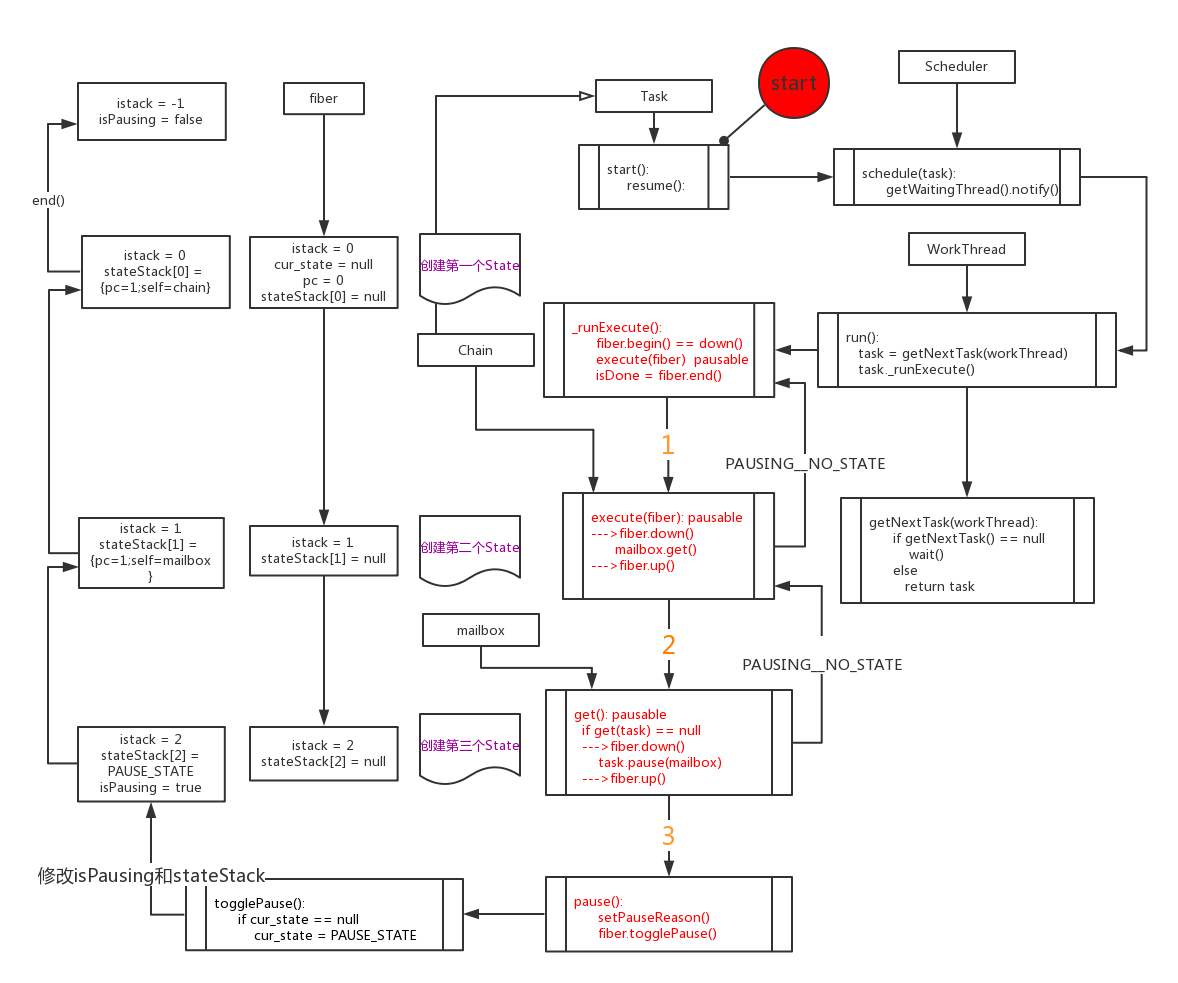 start
Scheduler
Task
fiber
istack = -1
isPausing = false
start():
resume():
schedule(task):
getWaitingThread().notify()
end()
WorkThread
istack = 0
stateStack[0] =
{pc=1;self=chain}
istack = 0
cur_state = null
pc = 0
stateStack[0] = null
创建第一个State
_runExecute():
fiber.begin() == down()
execute(fiber)  pausable
isDone = fiber.end()
run():
task = getNextTask(workThread)
task._runExecute()
Chain
1
PAUSING__NO_STATE
istack = 1
stateStack[1] =
{pc=1;self=mailbox
}
istack = 1
stateStack[1] = null
创建第二个State
execute(fiber): pausable
--->fiber.down()
mailbox.get()
--->fiber.up()
getNextTask(workThread):
if getNextTask() == null
wait()
else
return task
mailbox
2
PAUSING__NO_STATE
istack = 2
stateStack[2] =
PAUSE_STATE
isPausing = true
istack = 2
stateStack[2] = null
创建第三个State
get(): pausable
if get(task) == null
--->fiber.down()
task.pause(mailbox)
--->fiber.up()
3
修改isPausing和stateStack
togglePause():
if cur_state == null
cur_state = PAUSE_STATE
pause():
setPauseReason()
fiber.togglePause()